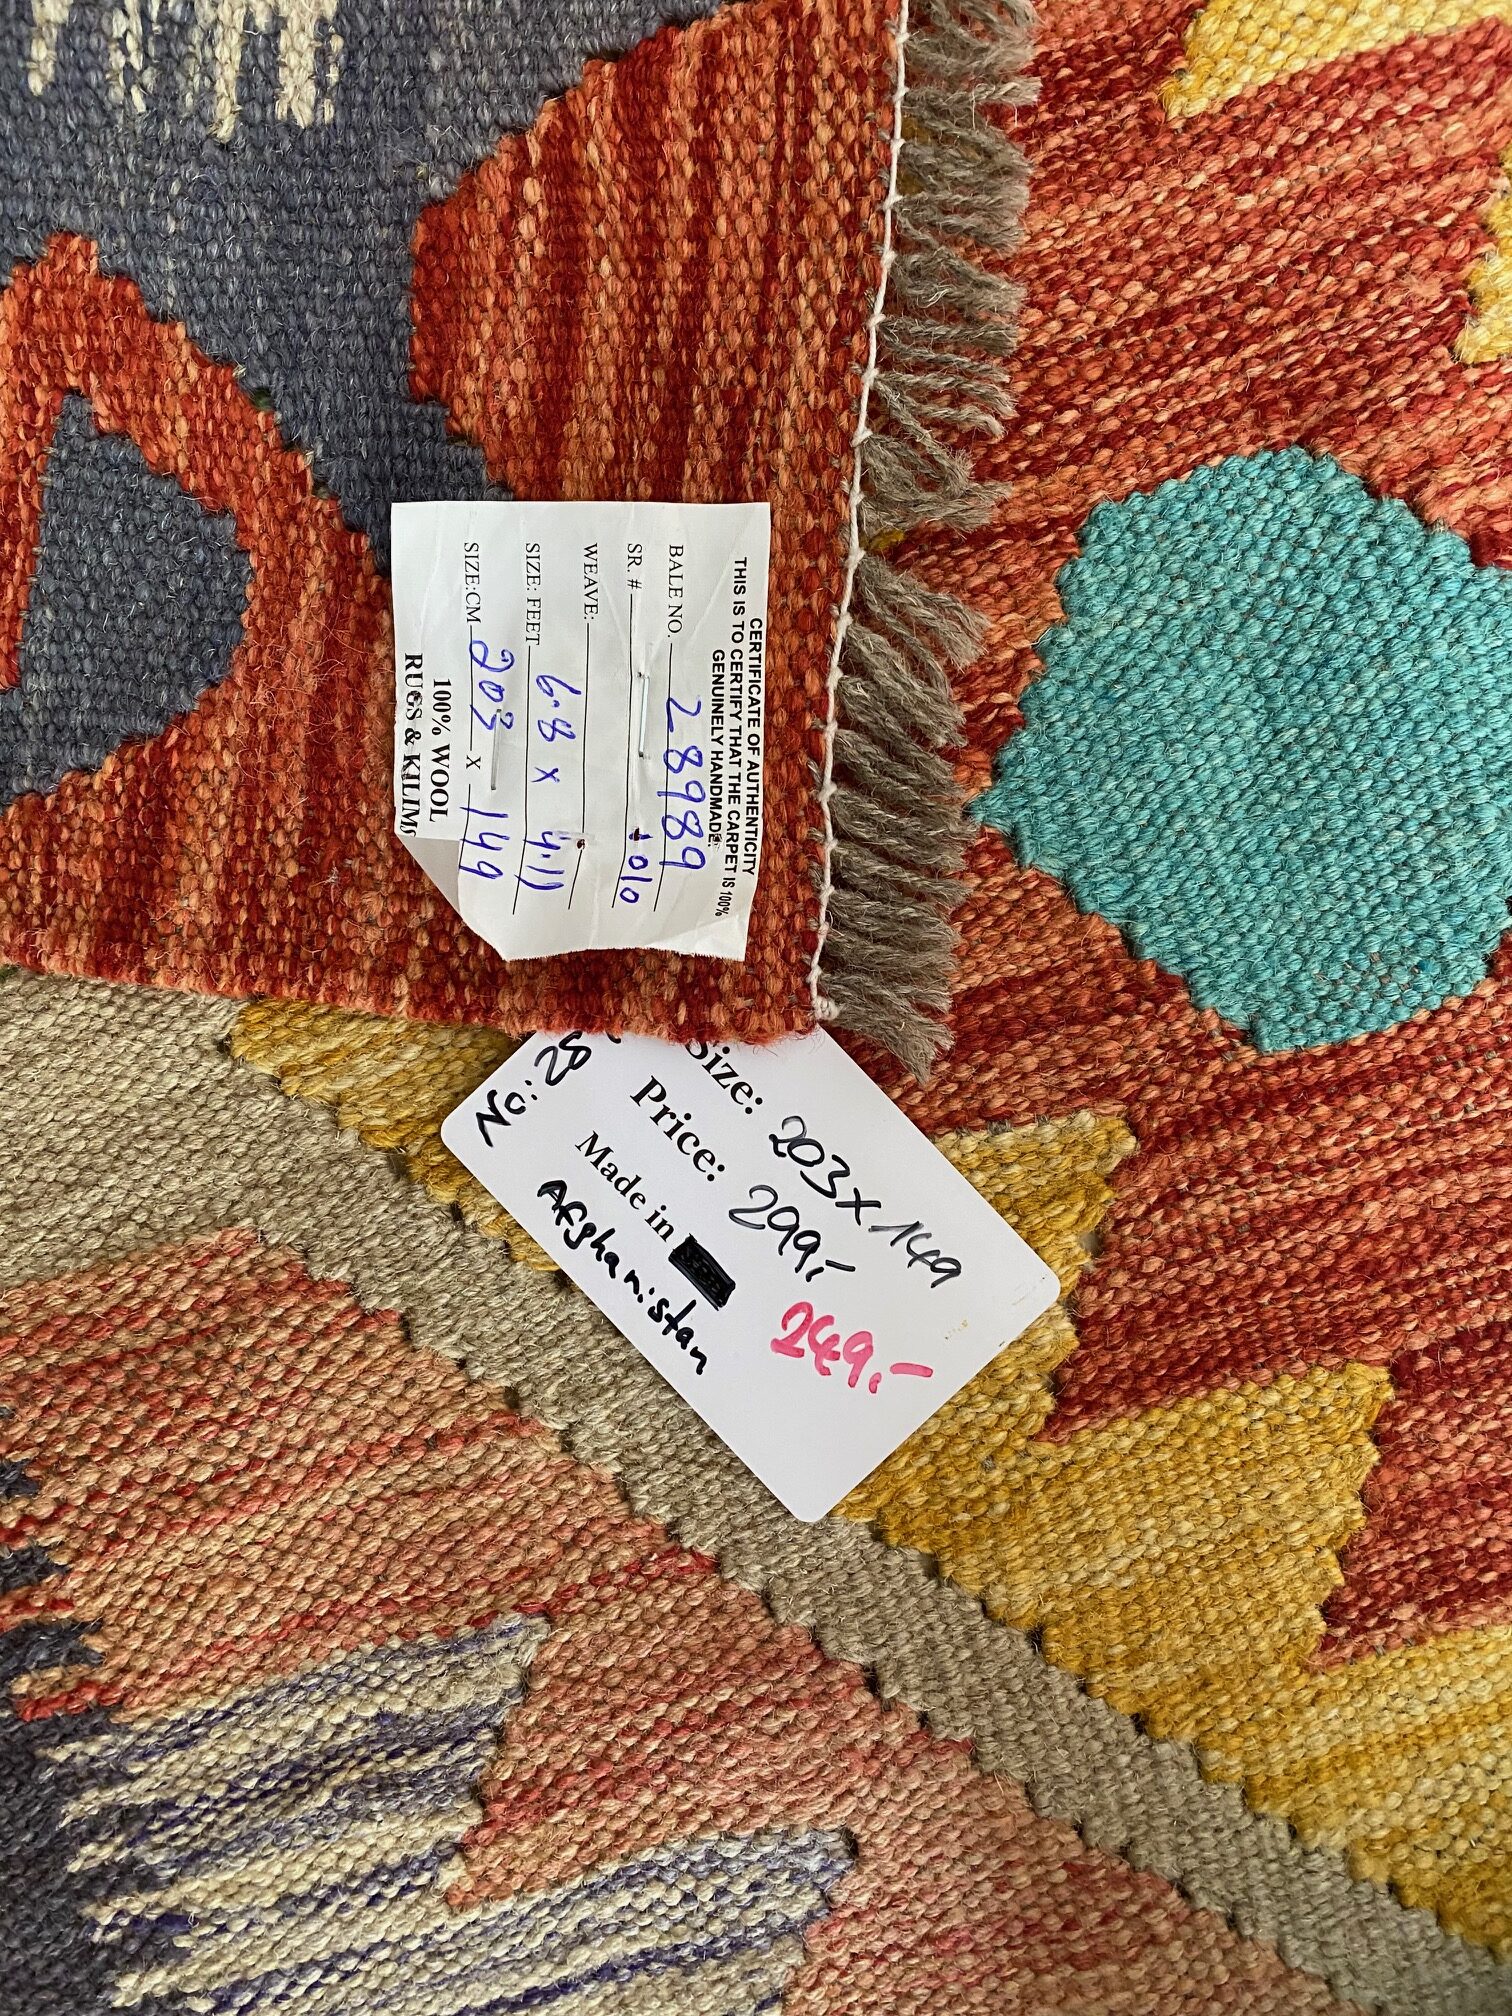 CERTIFICATE OF AUTHENTICITY
THIS IS TO CERTIFY THAT THE CARPET IS 100%
GENUINELY HANDMADE.
BALE NO. 28989
SR. # 1010
WEAVE:
SIZE: FEET 6.8 x 4.11
SIZE:CM 203 x 149
100% WOOL
RUGS & KILIMS
Size: 203x149
Price: 299,-
249,-
Made in
Afghanistan